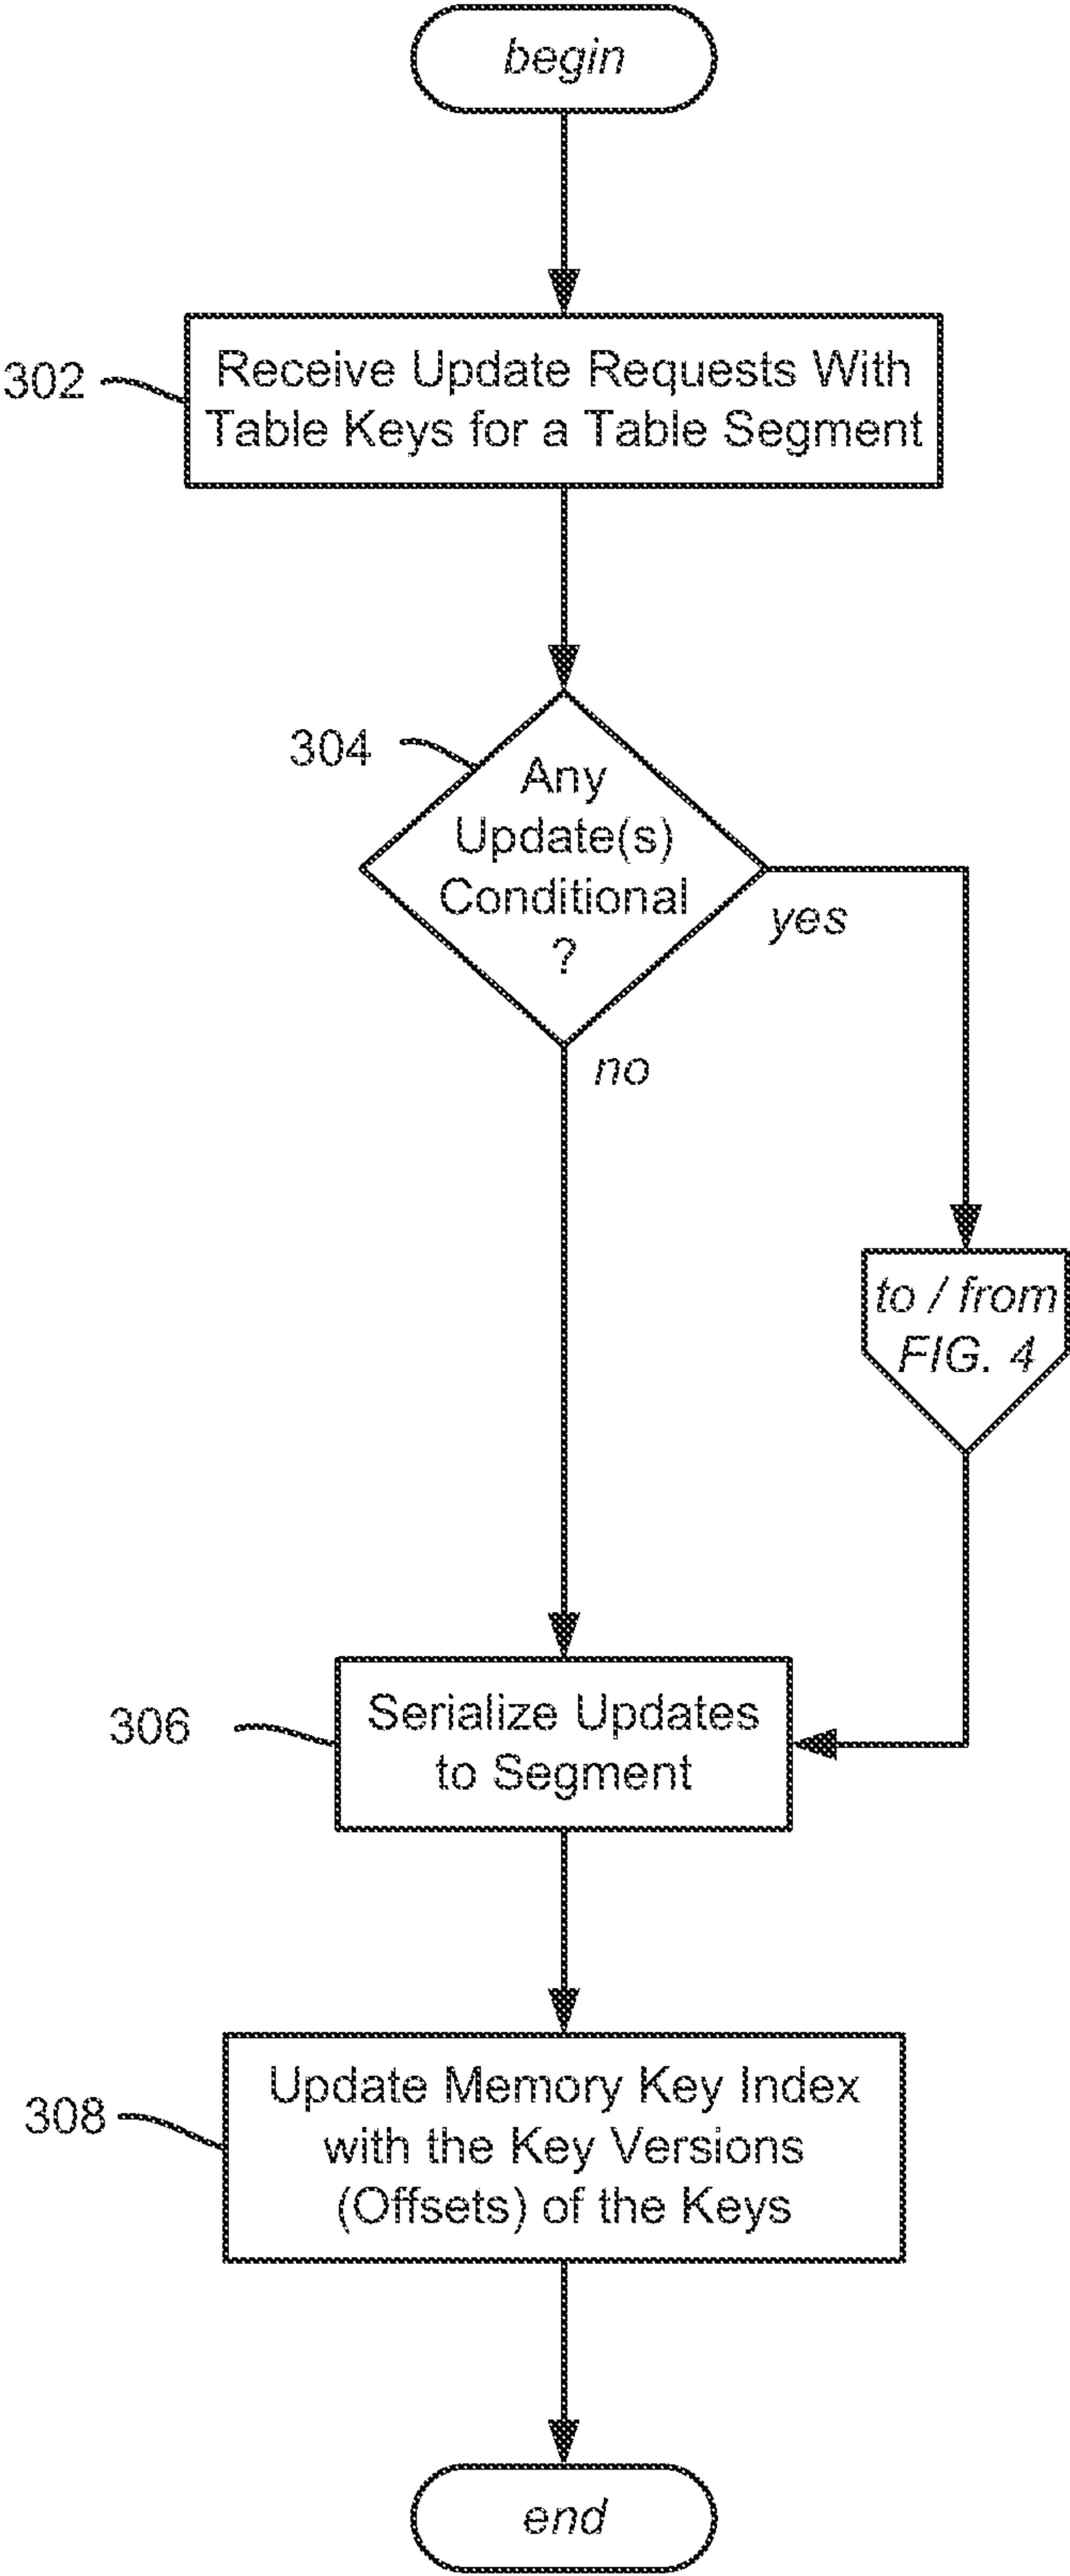 begin
302
Receive Update Requests With
Table Keys for a Table Segment
304
Any
Update(s)
Conditional
?
yes
no
to / from
FIG. 4
306
Serialize Updates
to Segment
308
Update Memory Key Index
with the Key Versions
(Offsets) of the Keys
end